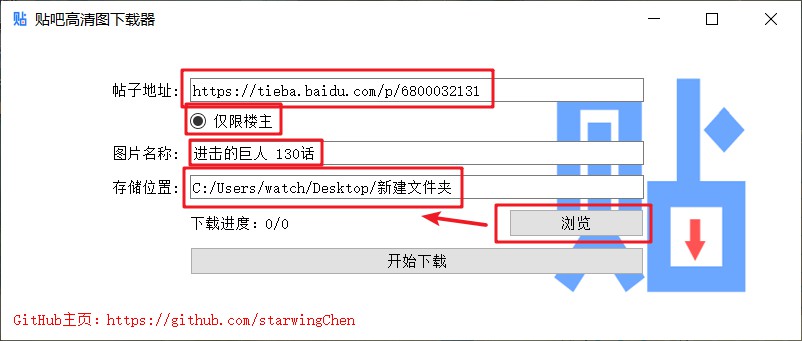 贴 贴吧高清图下载器
帖子地址：https://tieba.baidu.com/p/6800032131
仅限楼主
图片名称：进击的巨人 130话
存储位置：C:/Users/watch/Desktop/新建文件夹
下载进度：0/0 浏览
开始下载
GitHub主页：https://github.com/starwingChen
贴